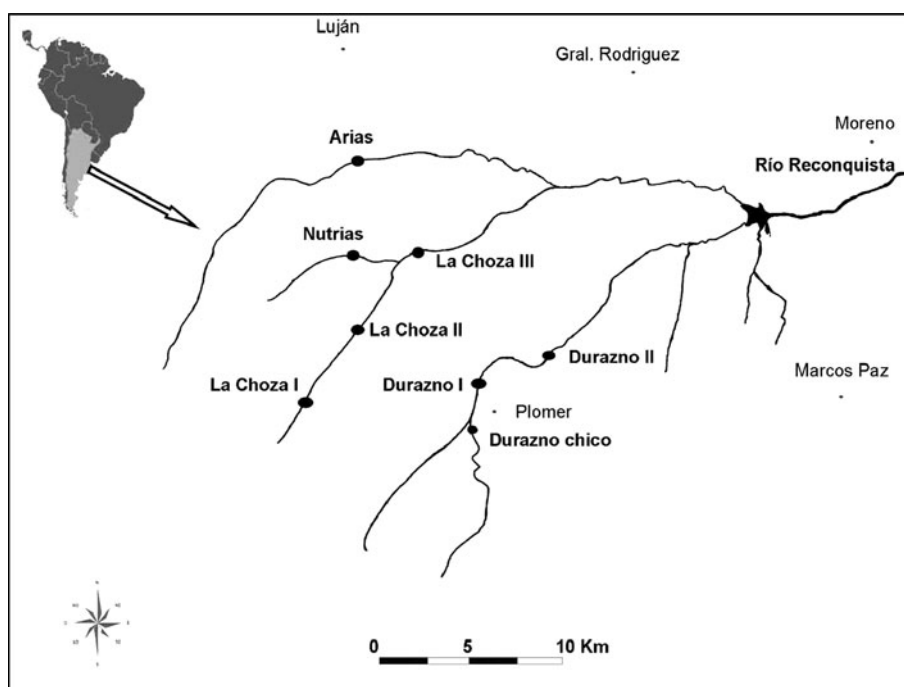 Luján
Gral. Rodriguez
Moreno
Arias
Río Reconquista
Nutrias
La Choza III
La Choza II
Durazno II
La Choza I
Durazno I
Marcos Paz
Plomer
Durazno chico
0 5 10 Km